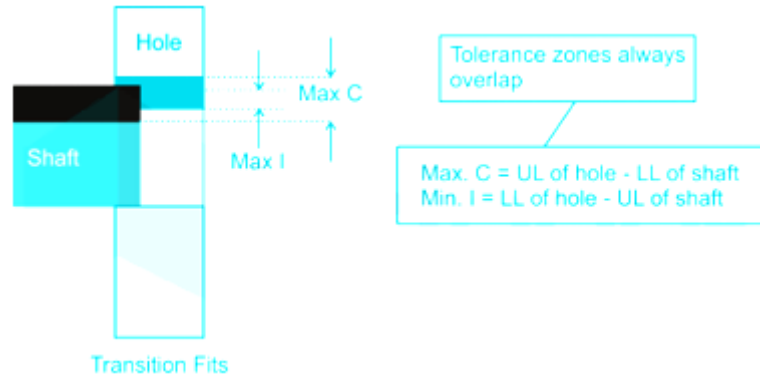 Hole
Max C
Shaft
Max I
Transition Fits
Tolerance zones always
overlap
Max. C = UL of hole - LL of shaft
Min. I = LL of hole - UL of shaft